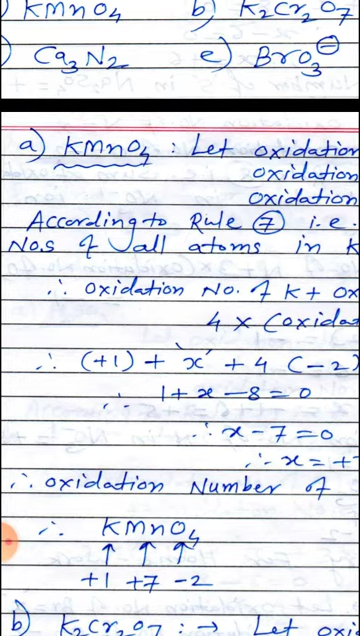 KMnO4 b) K2Cr2O7
Ca3N2 e) BrO3⊖
a) KMnO4 : Let oxidation
oxidation
oxidation
According to Rule ⑦ i.e.
No.s of all atoms in K
∴ oxidation No. of K + Ox
4 x (oxida
∴ (+1) + 'x' + 4 (-2)
∴ 1 + x - 8 = 0
∴ x - 7 = 0
∴ x = +7
∴ oxidation Number of
∴ KMnO4
+1 +7 -2
b) K2Cr2O7 : → Let oxi